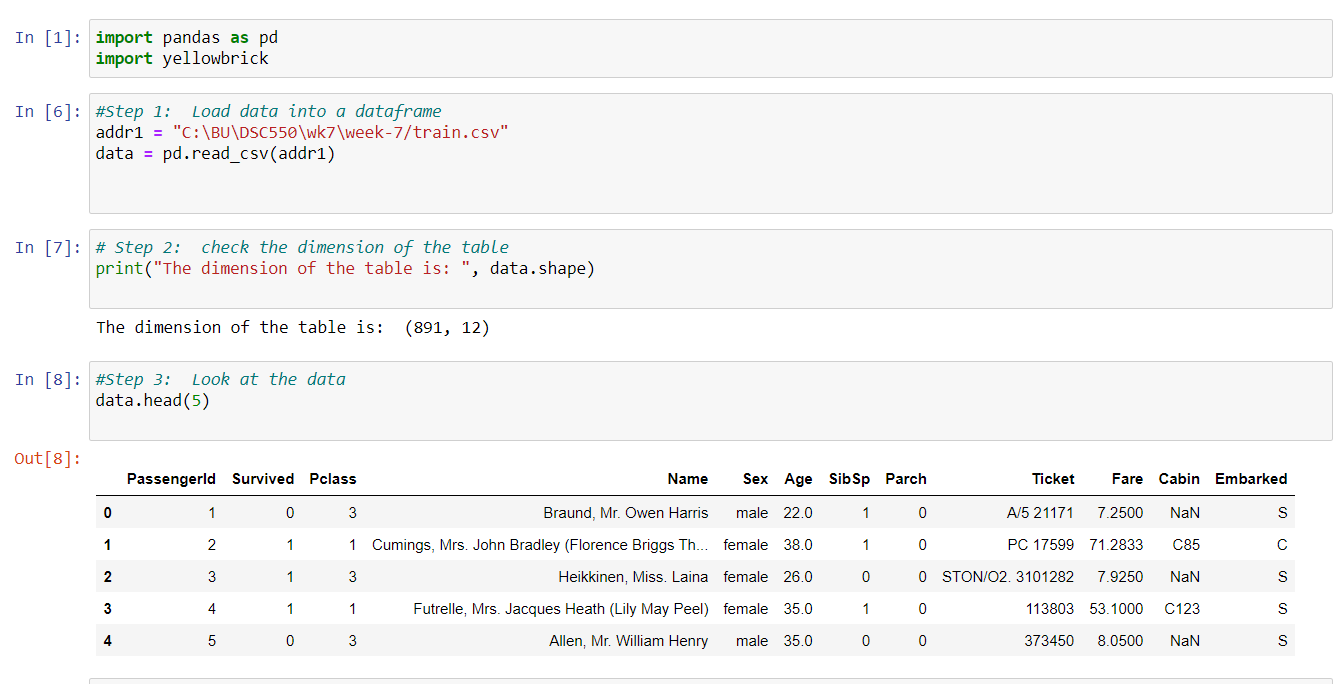 In [1]: import pandas as pd
import yellowbrick
In [6]: #Step 1:  Load data into a dataframe
addr1 = "C:\BU\DSC550\wk7\week-7/train.csv"
data = pd.read_csv(addr1)
In [7]: # Step 2:  check the dimension of the table
print("The dimension of the table is: ", data.shape)
The dimension of the table is:  (891, 12)
In [8]: #Step 3:  Look at the data
data.head(5)
Out[8]:
PassengerId Survived Pclass Name Sex Age SibSp Parch Ticket Fare Cabin Embarked
0 1 0 3 Braund, Mr. Owen Harris male 22.0 1 0 A/5 21171 7.2500 NaN S
1 2 1 1 Cumings, Mrs. John Bradley (Florence Briggs Th... female 38.0 1 0 PC 17599 71.2833 C85 C
2 3 1 3 Heikkinen, Miss. Laina female 26.0 0 0 STON/O2. 3101282 7.9250 NaN S
3 4 1 1 Futrelle, Mrs. Jacques Heath (Lily May Peel) female 35.0 1 0 113803 53.1000 C123 S
4 5 0 3 Allen, Mr. William Henry male 35.0 0 0 373450 8.0500 NaN S